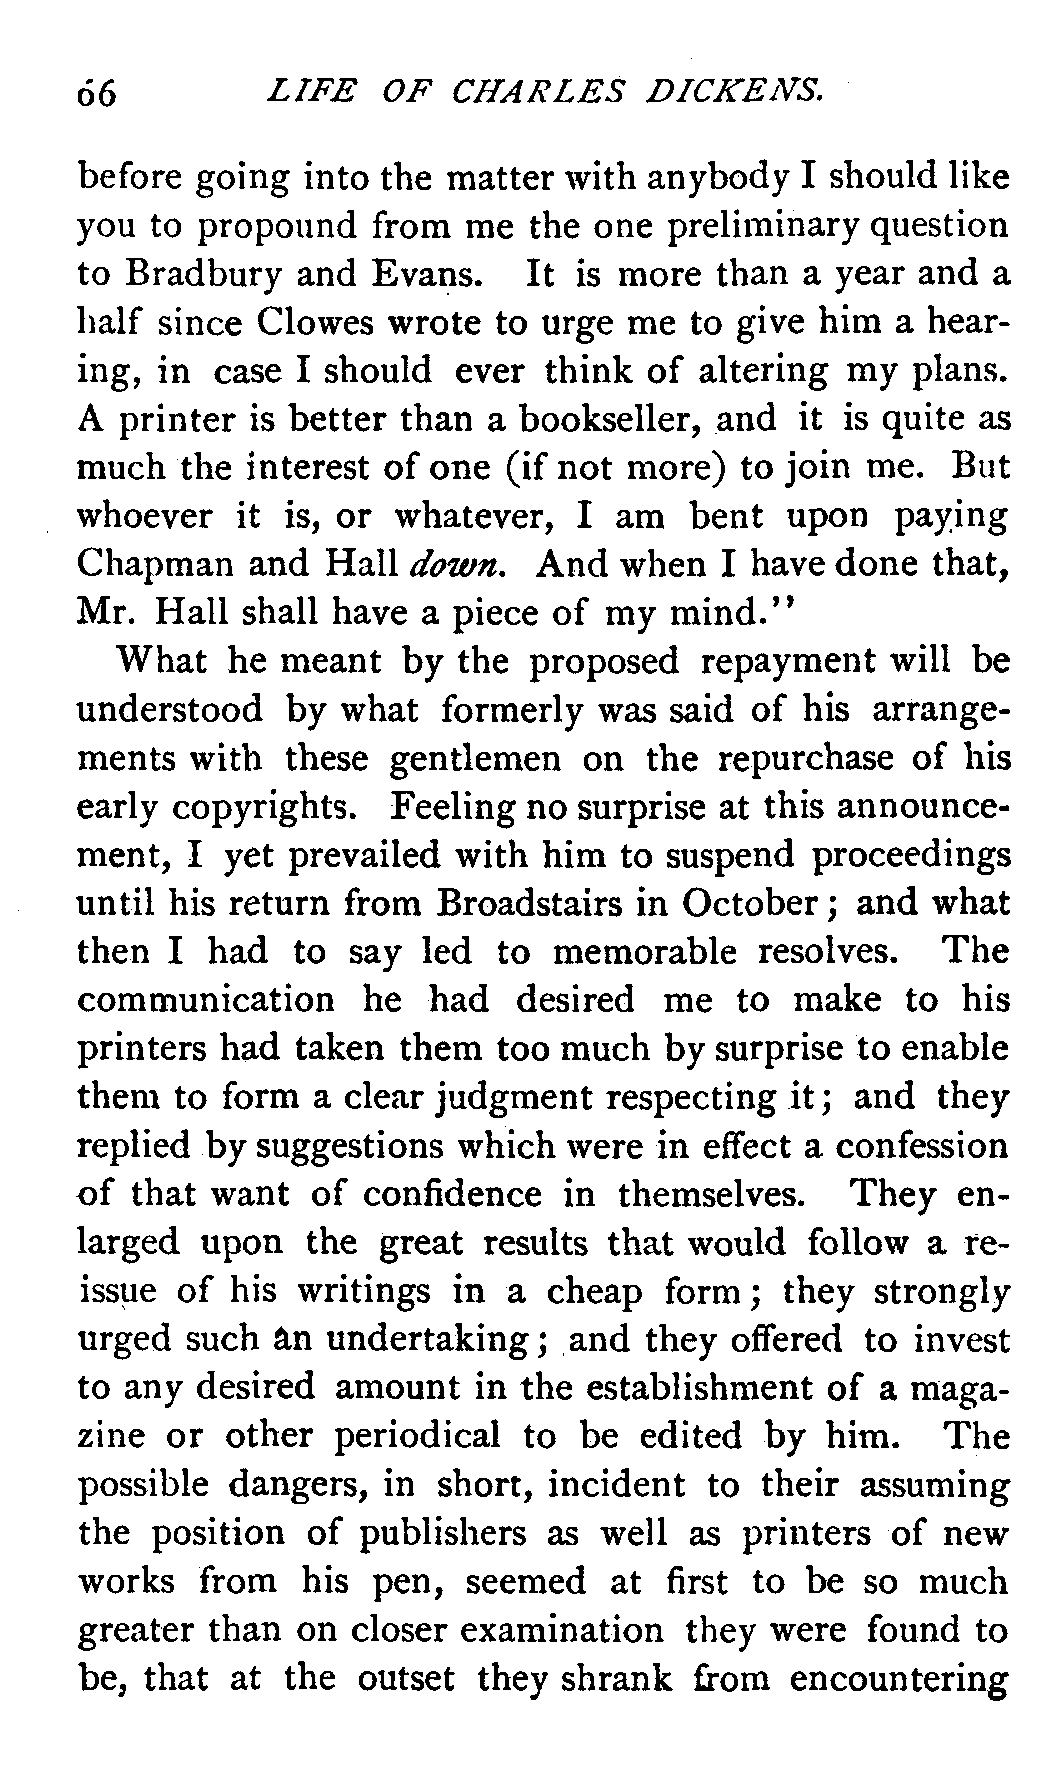 66 LIFE OF CHARLES DICKENS.
before going into the matter with anybody I should like
you to propound from me the one preliminary question
to Bradbury and Evans. It is more than a year and a
half since Clowes wrote to urge me to give him a hear-
ing, in case I should ever think of altering my plans.
A printer is better than a bookseller, and it is quite as
much the interest of one (if not more) to join me. But
whoever it is, or whatever, I am bent upon paying
Chapman and Hall down. And when I have done that,
Mr. Hall shall have a piece of my mind."
What he meant by the proposed repayment will be
understood by what formerly was said of his arrange-
ments with these gentlemen on the repurchase of his
early copyrights. Feeling no surprise at this announce-
ment, I yet prevailed with him to suspend proceedings
until his return from Broadstairs in October; and what
then I had to say led to memorable resolves. The
communication he had desired me to make to his
printers had taken them too much by surprise to enable
them to form a clear judgment respecting it; and they
replied by suggestions which were in effect a confession
of that want of confidence in themselves. They en-
larged upon the great results that would follow a re-
issue of his writings in a cheap form; they strongly
urged such an undertaking; and they offered to invest
to any desired amount in the establishment of a maga-
zine or other periodical to be edited by him. The
possible dangers, in short, incident to their assuming
the position of publishers as well as printers of new
works from his pen, seemed at first to be so much
greater than on closer examination they were found to
be, that at the outset they shrank from encountering